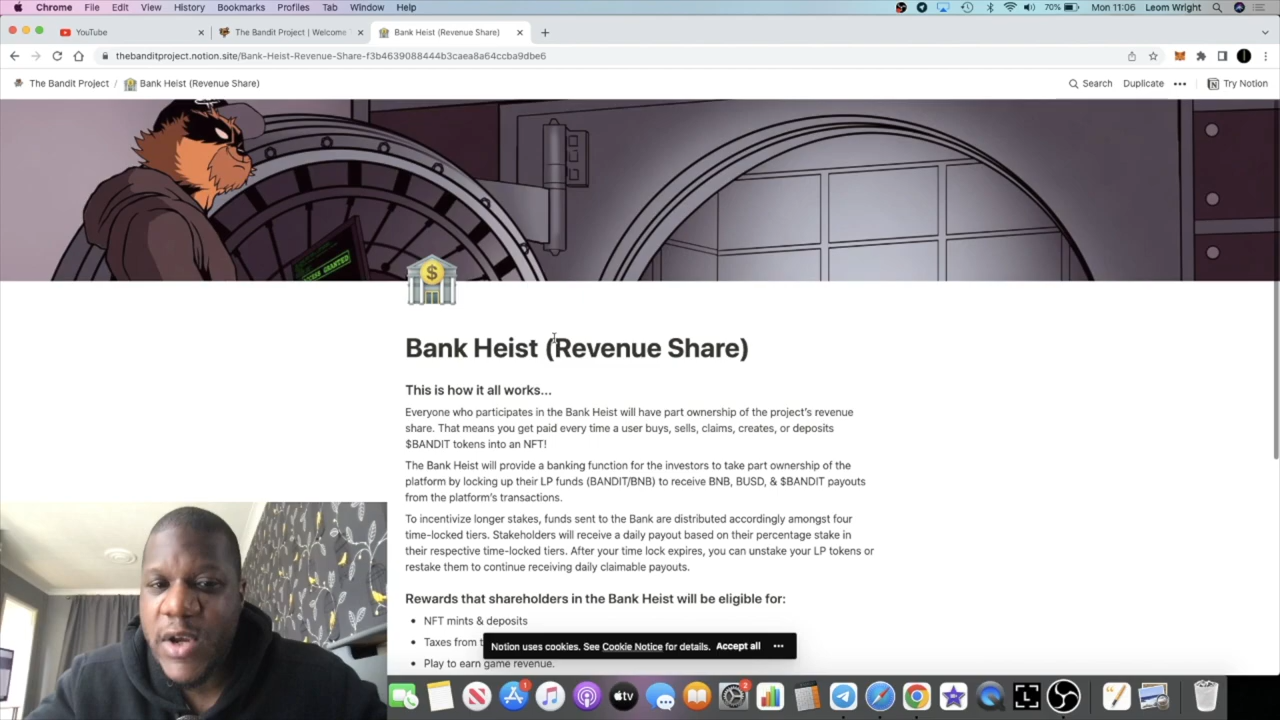 Chrome File Edit View History Bookmarks Profiles Tab Window Help 70% Mon 11:06 Leom Wright
YouTube The Bandit Project | Welcome Bank Heist (Revenue Share)
thebanditproject.notion.site/Bank-Heist-Revenue-Share-f3b4639088444b3caea8a64ccba9dbe6
The Bandit Project / Bank Heist (Revenue Share) Search Duplicate Try Notion
Bank Heist (Revenue Share)
This is how it all works...
Everyone who participates in the Bank Heist will have part ownership of the project's revenue
share. That means you get paid every time a user buys, sells, claims, creates, or deposits
$BANDIT tokens into an NFT!
The Bank Heist will provide a banking function for the investors to take part ownership of the
platform by locking up their LP funds (BANDIT/BNB) to receive BNB, BUSD, & $BANDIT payouts
from the platform's transactions.
To incentivize longer stakes, funds sent to the Bank are distributed accordingly amongst four
time-locked tiers. Stakeholders will receive a daily payout based on their percentage stake in
their respective time-locked tiers. After your time lock expires, you can unstake your LP tokens or
restake them to continue receiving daily claimable payouts.
Rewards that shareholders in the Bank Heist will be eligible for:
NFT mints & deposits
Taxes from
Notion uses cookies. See Cookie Notice for details. Accept all
Play to earn game revenue.
tv